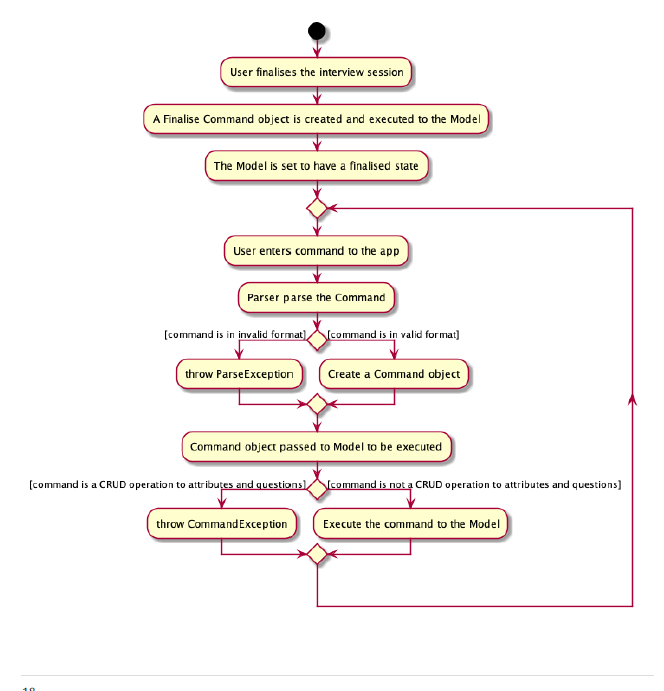 User finalises the interview session
A Finalise Command object is created and executed to the Model
The Model is set to have a finalised state
User enters command to the app
Parser parse the Command
[command is in invalid format] [command is in valid format]
throw ParseException Create a Command object
Command object passed to Model to be executed
[command is a CRUD operation to attributes and questions] [command is not a CRUD operation to attributes and questions]
throw CommandException Execute the command to the Model